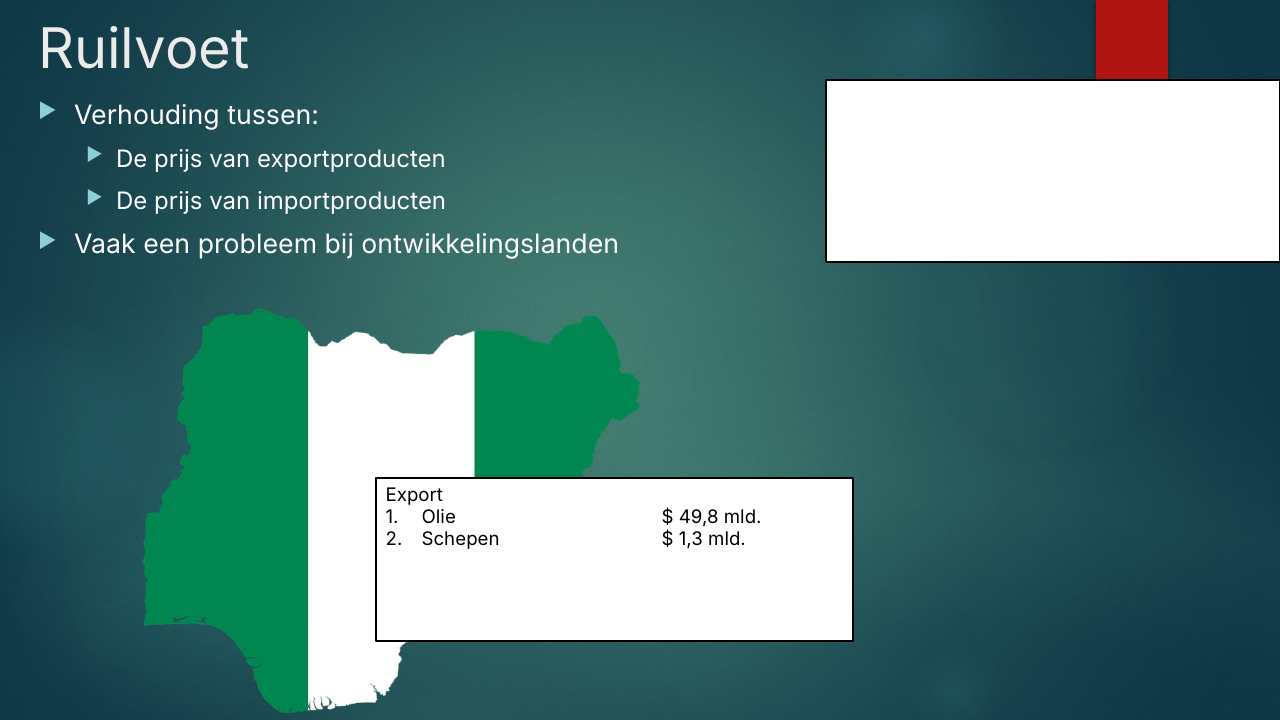 Ruilvoet
Verhouding tussen:
De prijs van exportproducten
De prijs van importproducten
Vaak een probleem bij ontwikkelingslanden
Export
1. Olie $ 49,8 mld.
2. Schepen $ 1,3 mld.